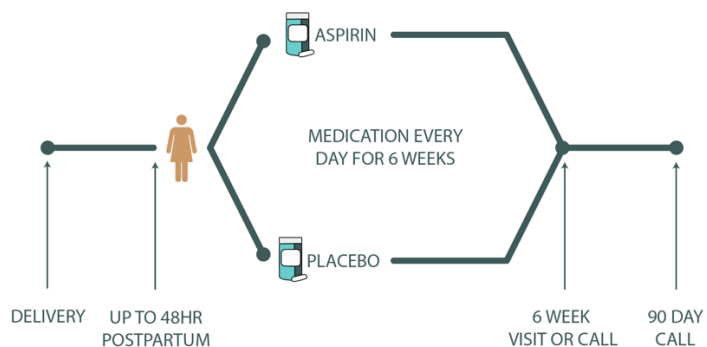 ASPIRIN
MEDICATION EVERY
DAY FOR 6 WEEKS
PLACEBO
DELIVERY
UP TO 48HR
POSTPARTUM
6 WEEK
VISIT OR CALL
90 DAY
CALL